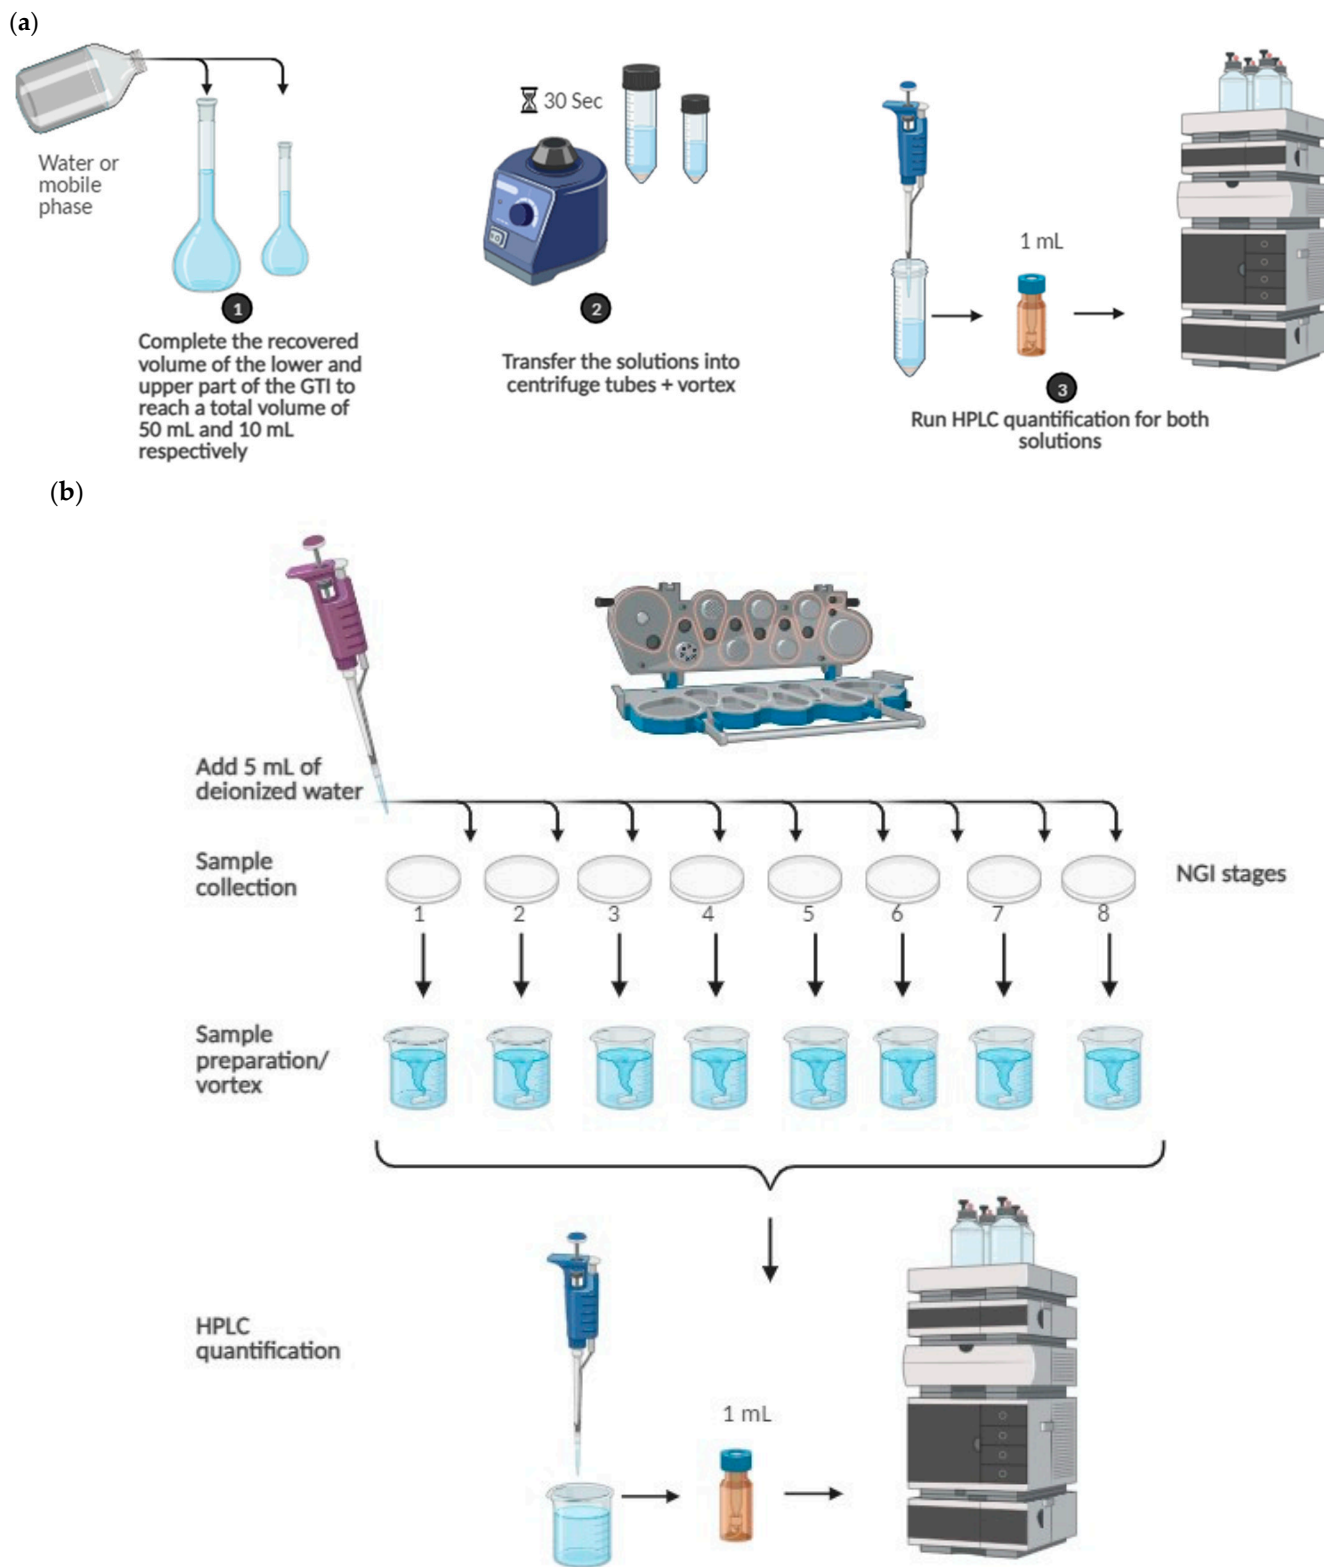 (a)
Water or
mobile
phase
1
Complete the recovered
volume of the lower and
upper part of the GTI to
reach a total volume of
50 mL and 10 mL
respectively
30 Sec
2
Transfer the solutions into
centrifuge tubes + vortex
1 mL
3
Run HPLC quantification for both
solutions
(b)
Add 5 mL of
deionized water
Sample
collection
NGI stages
1 2 3 4 5 6 7 8
Sample
preparation/
vortex
HPLC
quantification
1 mL